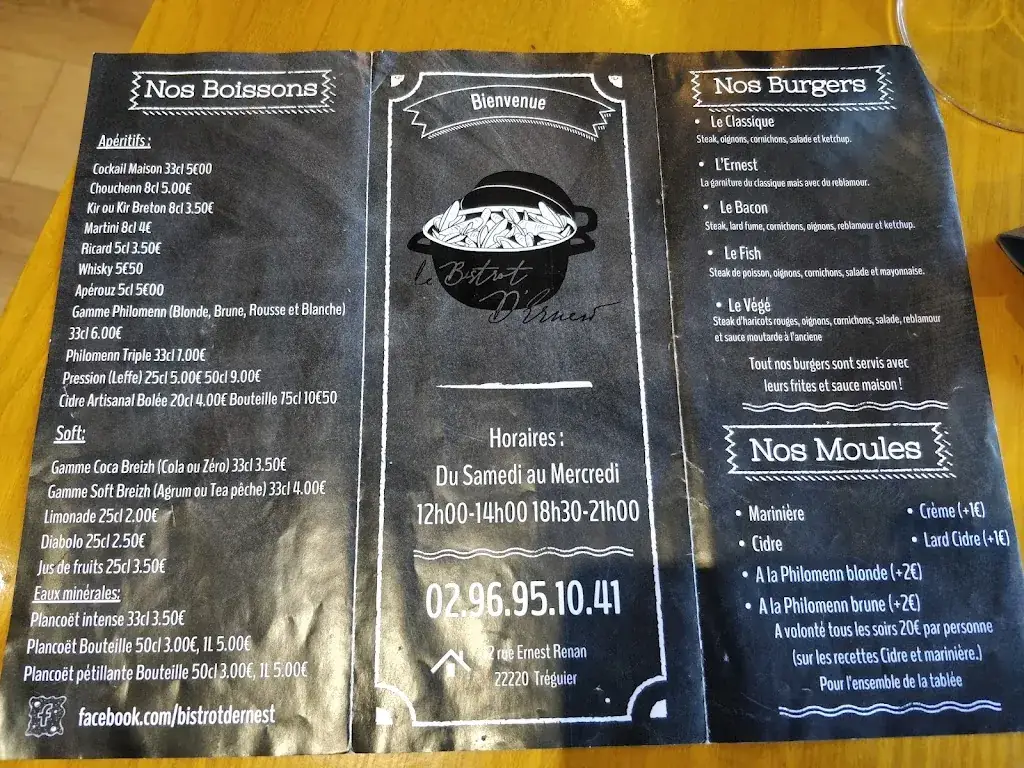 Nos Boissons
Apéritifs :
Cockail Maison 33cl 5€00
Chouchenn 8cl 5.00€
Kir ou Kir Breton 8cl 3.50€
Martini 8cl 4€
Ricard 5cl 3.50€
Whisky 5€50
Apérouz 5cl 5€00
Gamme Philomenn (Blonde, Brune, Rousse et Blanche)
33cl 6.00€
Philomenn Triple 33cl 7.00€
Pression (Leffe) 25cl 5.00€ 50cl 9.00€
Cidre Artisanal Bolée 20cl 4.00€ Bouteille 75cl 10€50
Soft:
Gamme Coca Breizh (Cola ou Zéro) 33cl 3.50€
Gamme Soft Breizh (Agrum ou Tea pêche) 33cl 4.00€
Limonade 25cl 2.00€
Diabolo 25cl 2.50€
Jus de fruits 25cl 3.50€
Eaux minérales:
Plancoët intense 33cl 3.50€
Plancoët Bouteille 50cl 3.00€, 1L 5.00€
Plancoët pétillante Bouteille 50cl 3.00€, 1L 5.00€
facebook.com/bistrotdernest
Bienvenue
le Bistrot
D'Ernest
Horaires :
Du Samedi au Mercredi
12h00-14h00 18h30-21h00
02.96.95.10.41
2 rue Ernest Renan
22220 Tréguier
Nos Burgers
• Le Classique
Steak, oignons, cornichons, salade et ketchup.
• L'Ernest
La garniture du classique mais avec du reblamour.
• Le Bacon
Steak, lard fume, cornichons, oignons, reblamour et ketchup.
• Le Fish
Steak de poisson, oignons, cornichons, salade et mayonnaise.
• Le Végé
Steak d'haricots rouges, oignons, cornichons, salade, reblamour
et sauce moutarde à l'anciene
Tout nos burgers sont servis avec
leurs frites et sauce maison !
Nos Moules
• Marinière
• Crème (+1€)
• Cidre
• Lard Cidre (+1€)
• A la Philomenn blonde (+2€)
• A la Philomenn brune (+2€)
A volonté tous les soirs 20€ par personne
(sur les recettes Cidre et marinière.)
Pour l'ensemble de la tablée